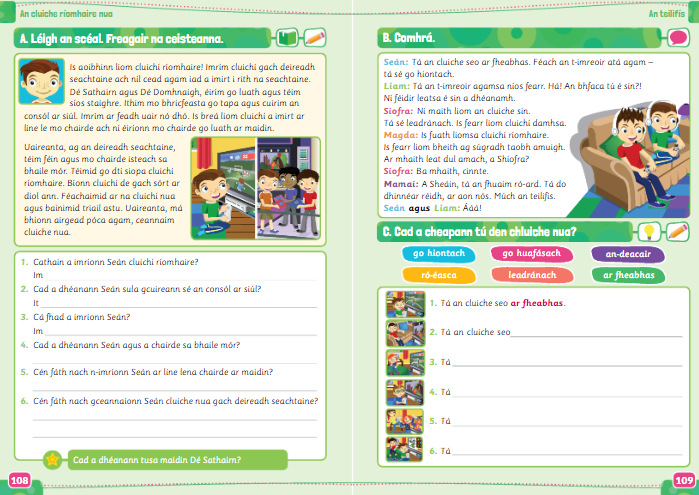 An cluiche ríomhaire nua
A. Léigh an scéal. Freagair na ceisteanna.
Is aoibhinn liom cluichí ríomhaire! Imrím cluichí gach deireadh
seachtaine ach níl cead agam iad a imirt i rith na seachtaine.
Dé Sathairn agus Dé Domhnaigh, éirím go luath agus téim
síos staighre. Ithim mo bhricfeasta go tapa agus cuirim an
consól ar siúl. Imrím ar feadh uair nó dhó. Is breá liom cluichí a imirt ar
líne le mo chairde ach ní éiríonn mo chairde go luath ar maidin.
Uaireanta, ag an deireadh seachtaine,
téim féin agus mo chairde isteach sa
bhaile mór. Téimid go dtí siopa cluichí
ríomhaire. Bíonn cluichí de gach sórt ar
díol ann. Féachaimid ar na cluichí nua
agus bainimid triail astu. Uaireanta, má
bhíonn airgead póca agam, ceannaím
cluiche nua.
1. Cathain a imríonn Seán cluichí ríomhaire?
Im
2. Cad a dhéanann Seán sula gcuireann sé an consól ar siúl?
It
3. Cá fhad a imríonn Seán?
Im
4. Cad a dhéanann Seán agus a chairde sa bhaile mór?
5. Cén fáth nach n-imríonn Seán ar líne lena chairde ar maidin?
6. Cén fáth nach gceannaíonn Seán cluiche nua gach deireadh seachtaine?
Cad a dhéanann tusa maidin Dé Sathairn?
108
An teilifís
B. Comhrá.
Seán: Tá an cluiche seo ar fheabhas. Féach an t-imreoir atá agam –
tá sé go hiontach.
Liam: Tá an t-imreoir agamsa níos fearr. Há! An bhfaca tú é sin?!
Ní féidir leatsa é sin a dhéanamh.
Síofra: Ní maith liom an cluiche sin.
Tá sé leadránach. Is fearr liom cluichí damhsa.
Magda: Is fuath liomsa cluichí ríomhaire.
Is fearr liom bheith ag súgradh taobh amuigh.
Ar mhaith leat dul amach, a Shíofra?
Síofra: Ba mhaith, cinnte.
Mamaí: A Sheáin, tá an fhuaim ró-ard. Tá do
dhinnéar réidh, ar aon nós. Múch an teilifís.
Seán agus Liam: Ááá!
C. Cad a cheapann tú den chluiche nua?
go hiontach go huafásach an-deacair
ró-éasca leadránach ar fheabhas
1. Tá an cluiche seo ar fheabhas.
2. Tá an cluiche seo
3. Tá
4. Tá
5. Tá
6. Tá
109